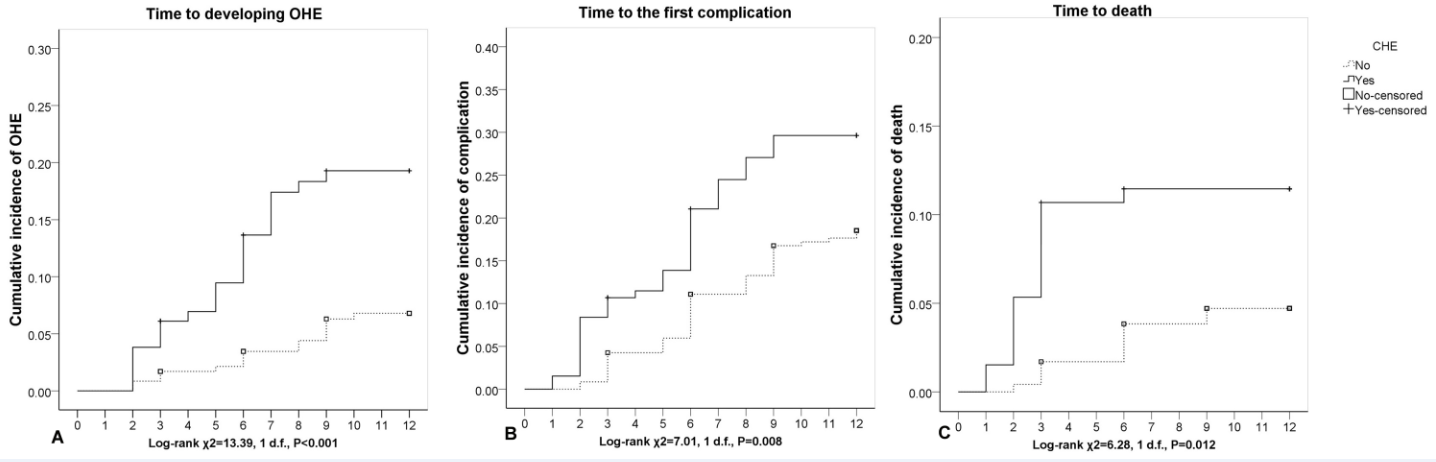 Time to developing OHE
Cumulative incidence of OHE
0.30
0.25
0.20
0.15
0.10
0.05
0.00
0 1 2 3 4 5 6 7 8 9 10 11 12
A
Log-rank χ2=13.39, 1 d.f., P<0.001
Time to the first complication
Cumulative incidence of complication
0.40
0.35
0.30
0.25
0.20
0.15
0.10
0.05
0.00
0 1 2 3 4 5 6 7 8 9 10 11 12
B
Log-rank χ2=7.01, 1 d.f., P=0.008
Time to death
Cumulative incidence of death
0.20
0.15
0.10
0.05
0.00
0 1 2 3 4 5 6 7 8 9 10 11 12
C
Log-rank χ2=6.28, 1 d.f., P=0.012
CHE
No
Yes
No-censored
Yes-censored